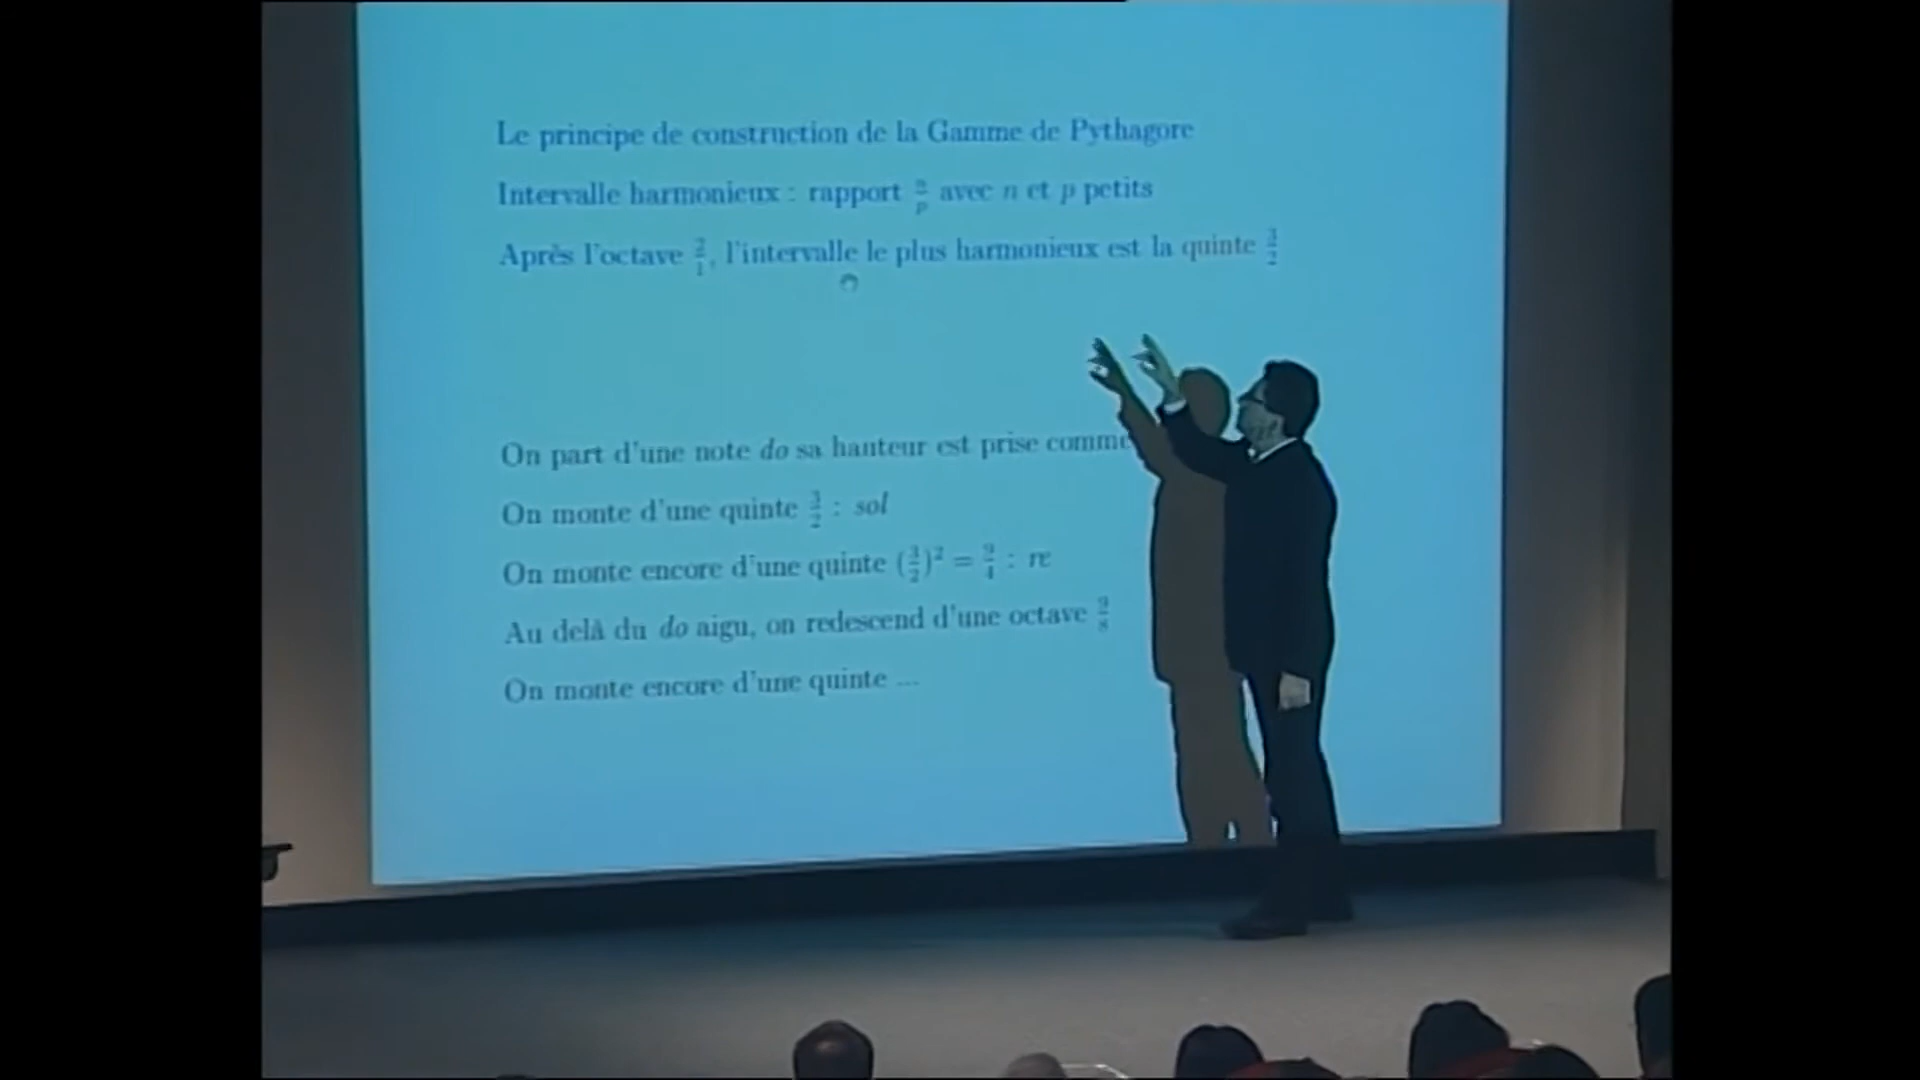 Le principe de construction de la Gamme de Pythagore
Intervalle harmonieux : rapport n/p avec n et p petits
Après l'octave 2/1, l'intervalle le plus harmonieux est la quinte 3/2
On part d'une note do sa hauteur est prise comme
On monte d'une quinte 3/2 : sol
On monte encore d'une quinte (3/2)² = 9/4 : re
Au delà du do aigu, on redescend d'une octave 9/8
On monte encore d'une quinte ...